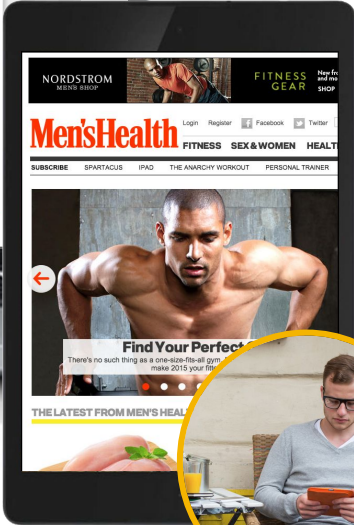 NORDSTROM
MEN'S SHOP
FITNESS
GEAR
New
and
SHOP
Men'sHealth
Login Register Facebook Twitter
FITNESS SEX & WOMEN
SUBSCRIBE SPARTACUS IPAD THE ANARCHY WORKOUT PERSONAL TRAINER
Find Your Perfect
There's no such thing as a one-size-fits-all gym.
make 2015 your
THE LATEST FROM MEN'S